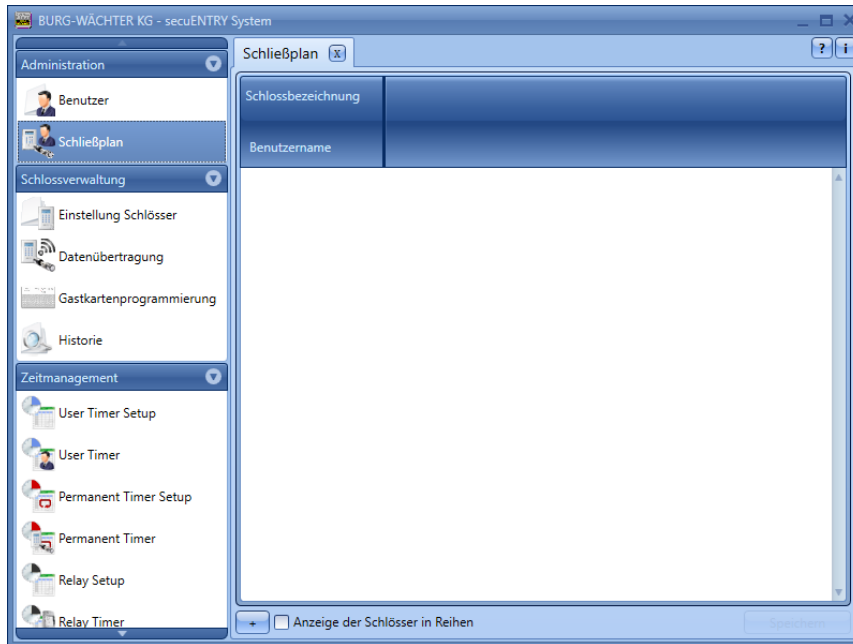 BURG-WÄCHTER KG - secuENTRY System
Administration
Benutzer
Schließplan
Schlossverwaltung
Einstellung Schlösser
Datenübertragung
Gastkartenprogrammierung
Historie
Zeitmanagement
User Timer Setup
User Timer
Permanent Timer Setup
Permanent Timer
Relay Setup
Relay Timer
Schließplan x
? i
Schlossbezeichnung
Benutzername
+ Anzeige der Schlösser in Reihen
Speichern